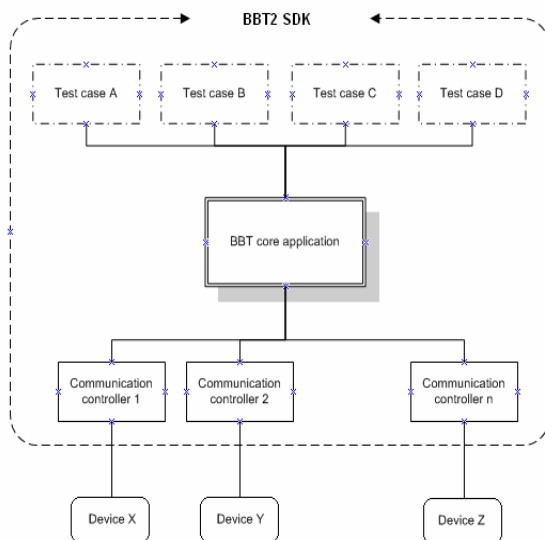 BBT2 SDK
Test case A
Test case B
Test case C
Test case D
BBT core application
Communication
controller 1
Communication
controller 2
Communication
controller n
Device X
Device Y
Device Z